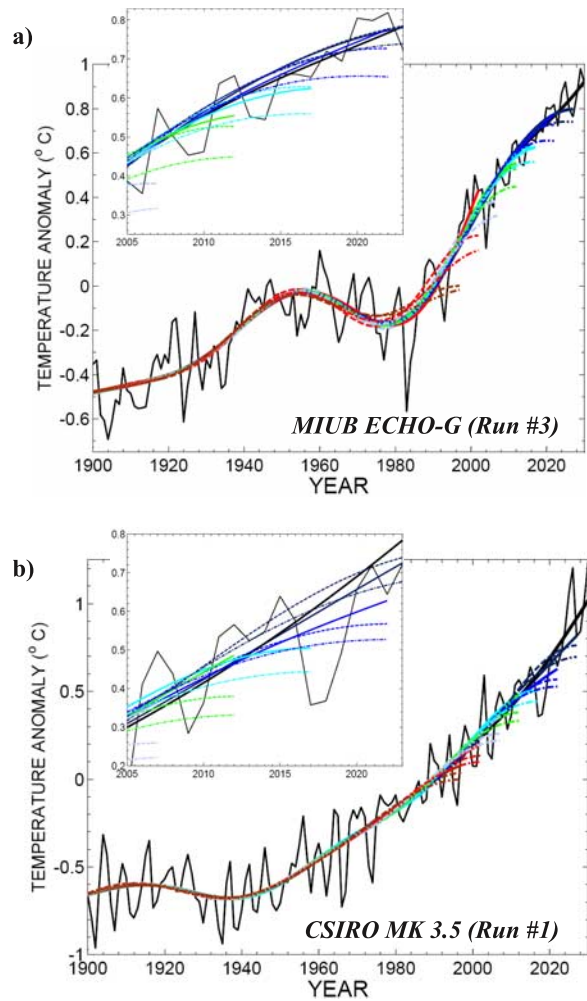 a)
0.8
0.7
0.6
0.5
0.4
0.3
2005 2010 2015 2020
1
0.8
0.6
0.4
0.2
0
-0.2
-0.4
-0.6
TEMPERATURE ANOMALY (° C)
MIUB ECHO-G (Run #3)
1900 1920 1940 1960 1980 2000 2020
YEAR
b)
0.8
0.7
0.6
0.5
0.4
0.3
0.2
2005 2010 2015 2020
1
0.5
0
-0.5
-1
TEMPERATURE ANOMALY (° C)
CSIRO MK 3.5 (Run #1)
1900 1920 1940 1960 1980 2000 2020
YEAR